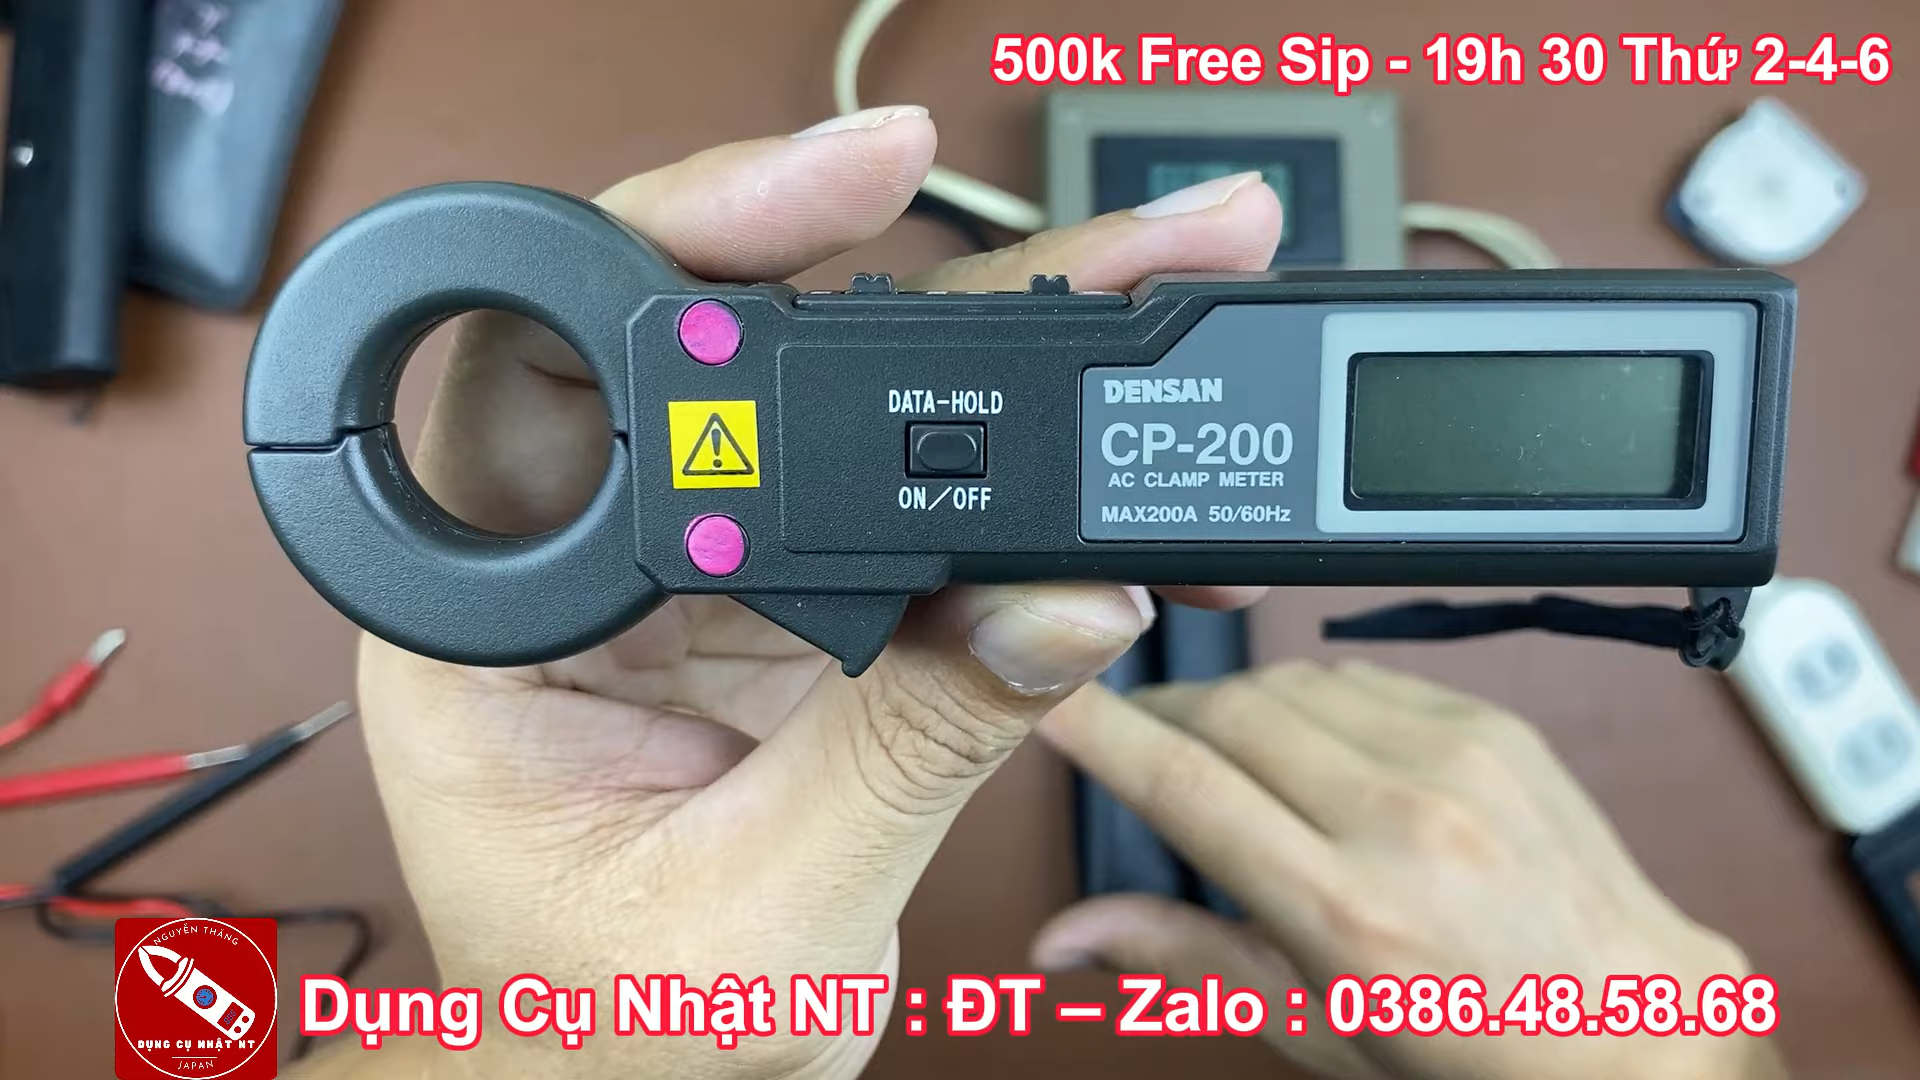 500k Free Sip - 19h 30 Thứ 2-4-6
DATA-HOLD
ON/OFF
DENSAN
CP-200
AC CLAMP METER
MAX200A 50/60Hz
NGUYỄN THĂNG
DỤNG CỤ NHẬT NT
JAPAN
Dụng Cụ Nhật NT : ĐT – Zalo : 0386.48.58.68